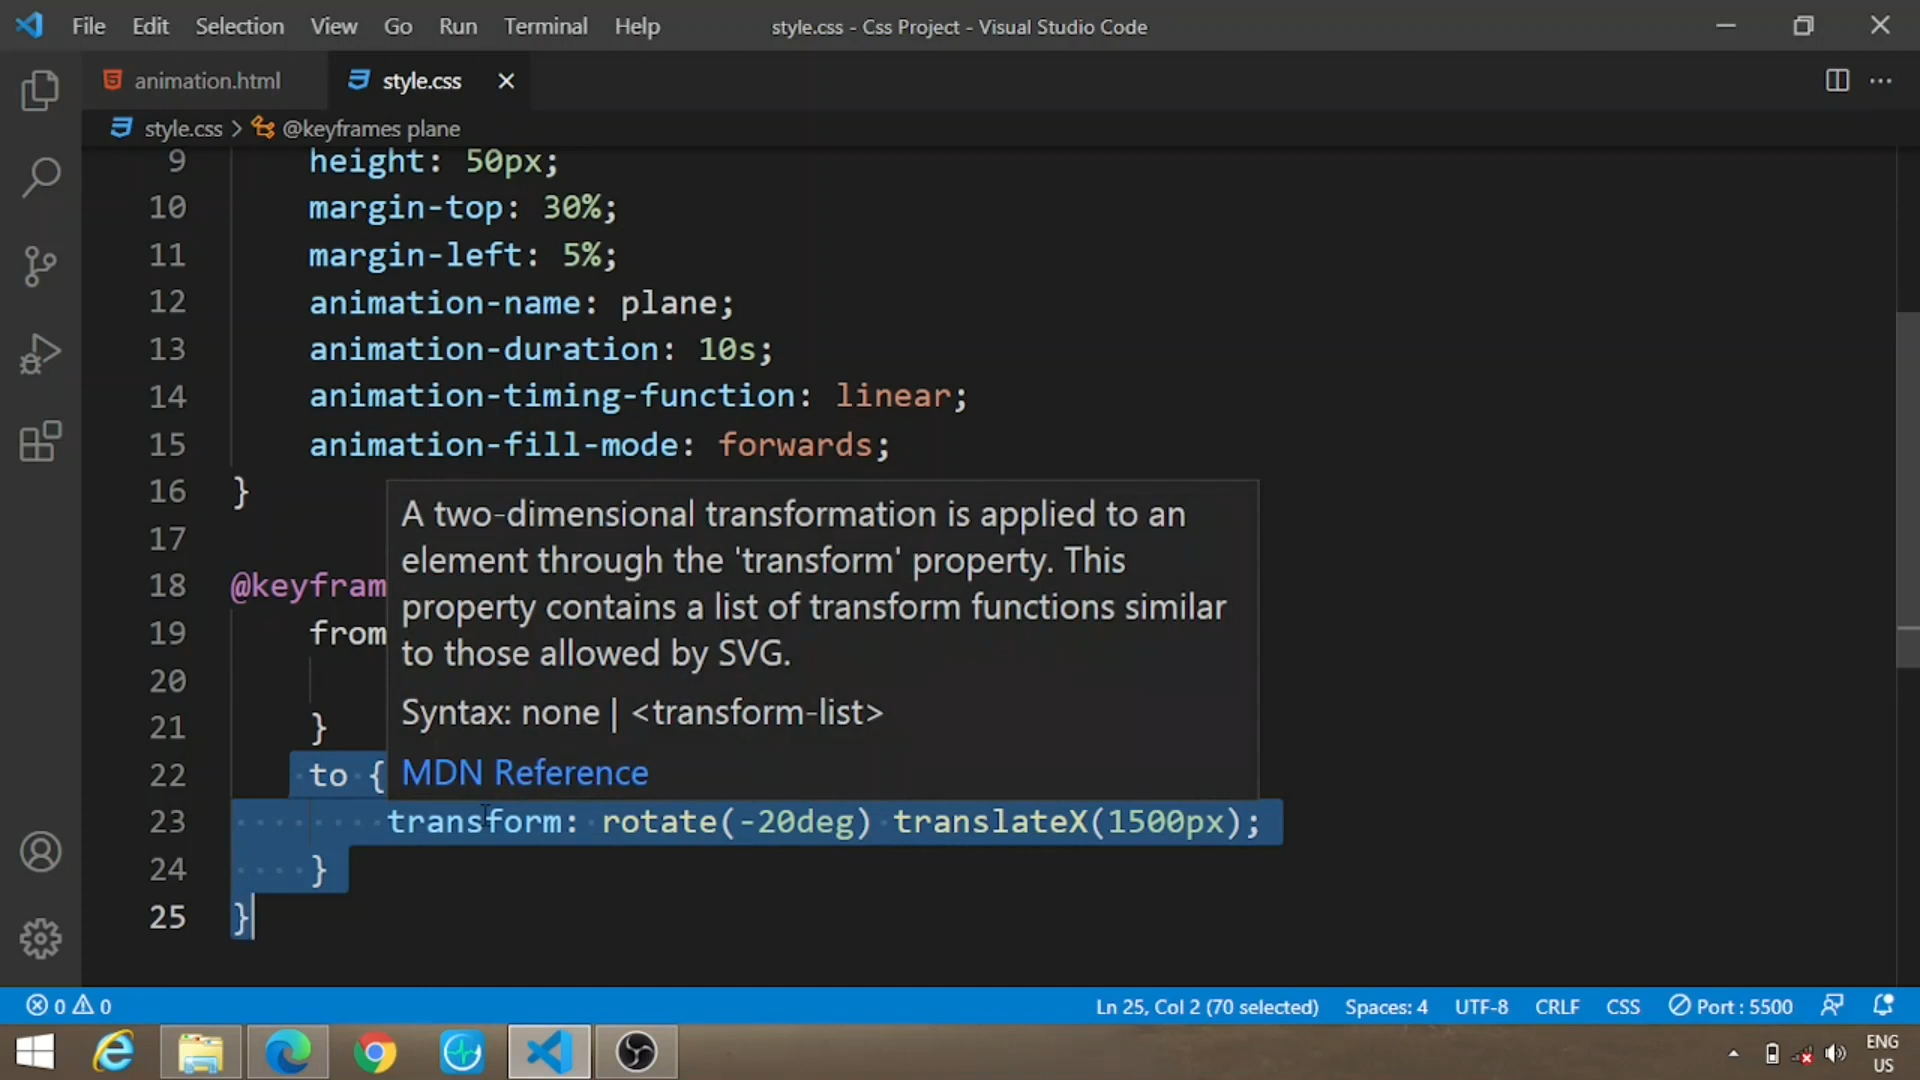 File Edit Selection View Go Run Terminal Help style.css - Css Project - Visual Studio Code
animation.html style.css
style.css > @keyframes plane
9 height: 50px;
10 margin-top: 30%;
11 margin-left: 5%;
12 animation-name: plane;
13 animation-duration: 10s;
14 animation-timing-function: linear;
15 animation-fill-mode: forwards;
16 }
17
18 @keyfram
19 from
20
21 }
22 to {
A two-dimensional transformation is applied to an
element through the 'transform' property. This
property contains a list of transform functions similar
to those allowed by SVG.
Syntax: none | <transform-list>
MDN Reference
23 transform: rotate(-20deg) translateX(1500px);
24 }
25 }
0 0 Ln 25, Col 2 (70 selected) Spaces: 4 UTF-8 CRLF CSS Port : 5500
ENG
US